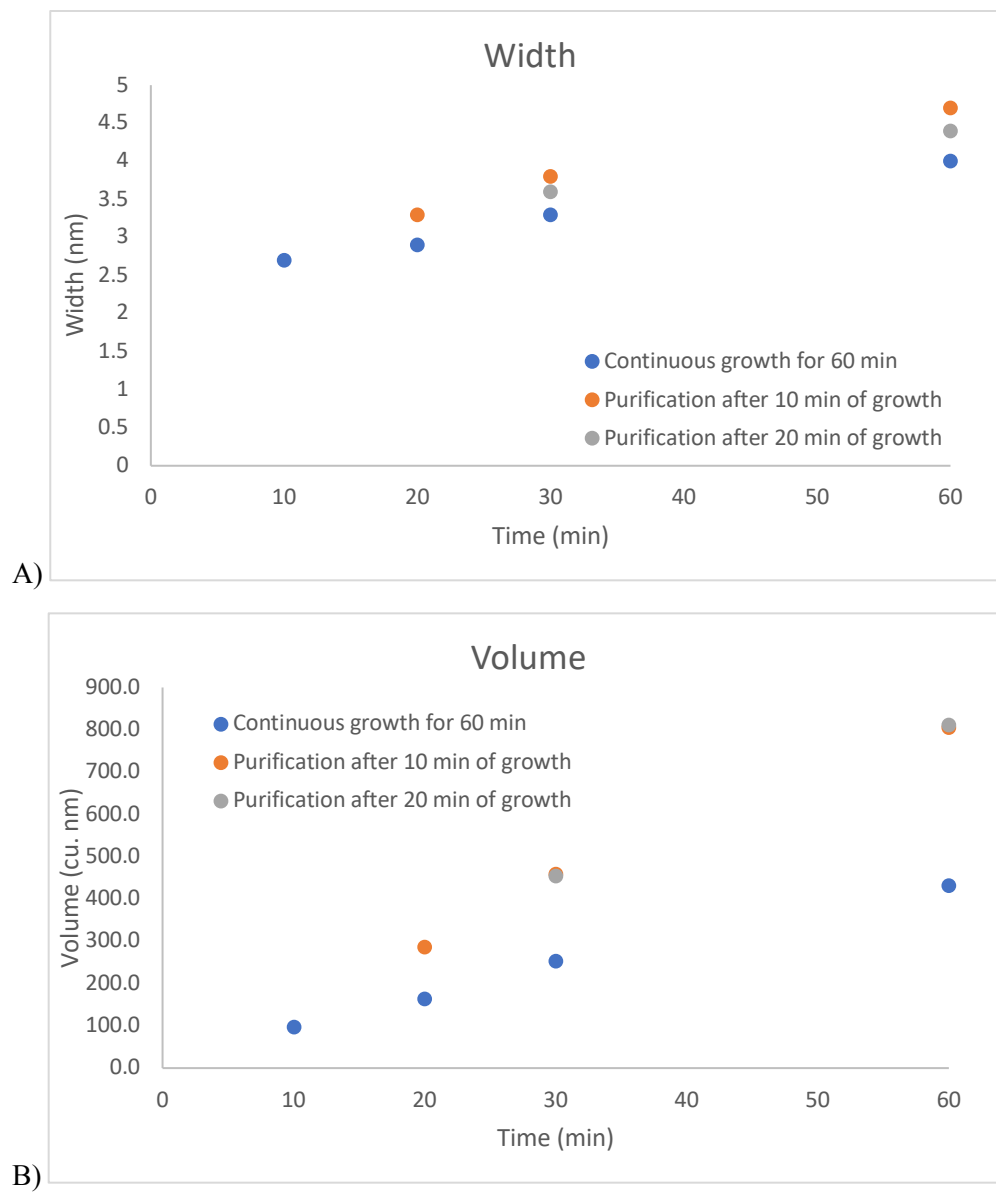 Width
5
4.5
4
3.5
3
2.5
2
1.5
1
0.5
0
Width (nm)
Continuous growth for 60 min
Purification after 10 min of growth
Purification after 20 min of growth
0 10 20 30 40 50 60
Time (min)
A)
Volume
900.0
800.0
700.0
600.0
500.0
400.0
300.0
200.0
100.0
0.0
Volume (cu. nm)
Continuous growth for 60 min
Purification after 10 min of growth
Purification after 20 min of growth
0 10 20 30 40 50 60
Time (min)
B)